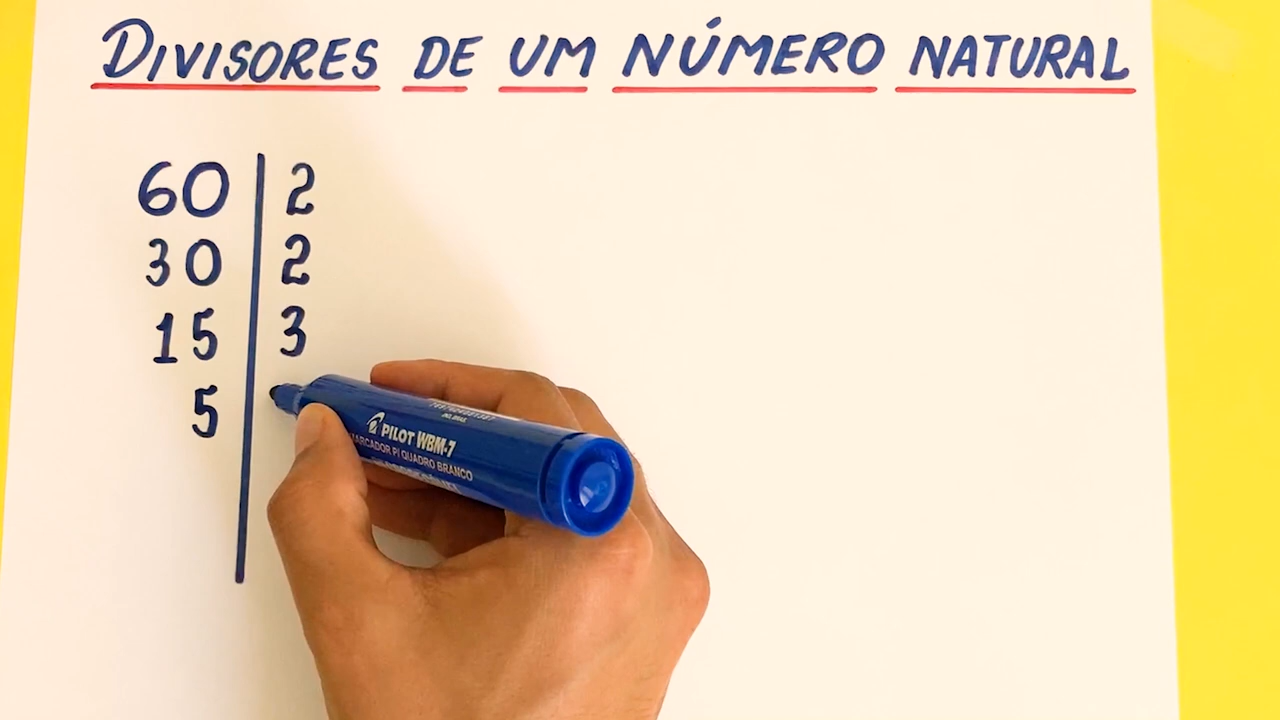 DIVISORES DE UM NÚMERO NATURAL
60 2
30 2
15 3
5
PILOT WBM-7
MARCADOR P/ QUADRO BRANCO